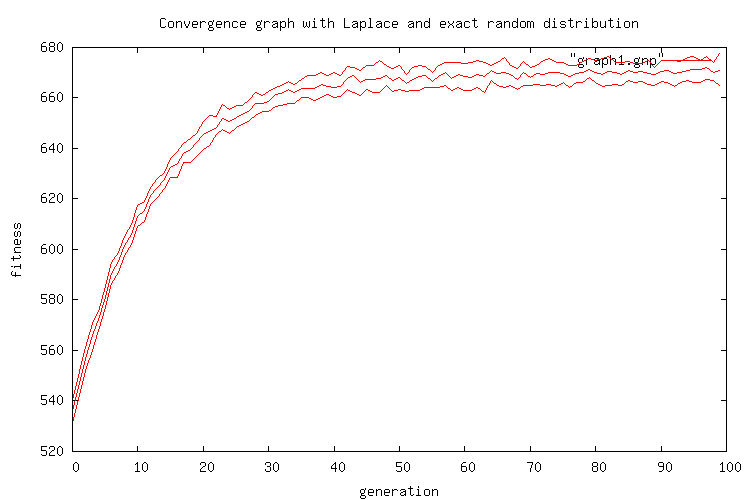 Convergence graph with Laplace and exact random distribution
680
"graph1.gnp"
660
640
620
600
fitness
580
560
540
520
0 10 20 30 40 50 60 70 80 90 100
generation